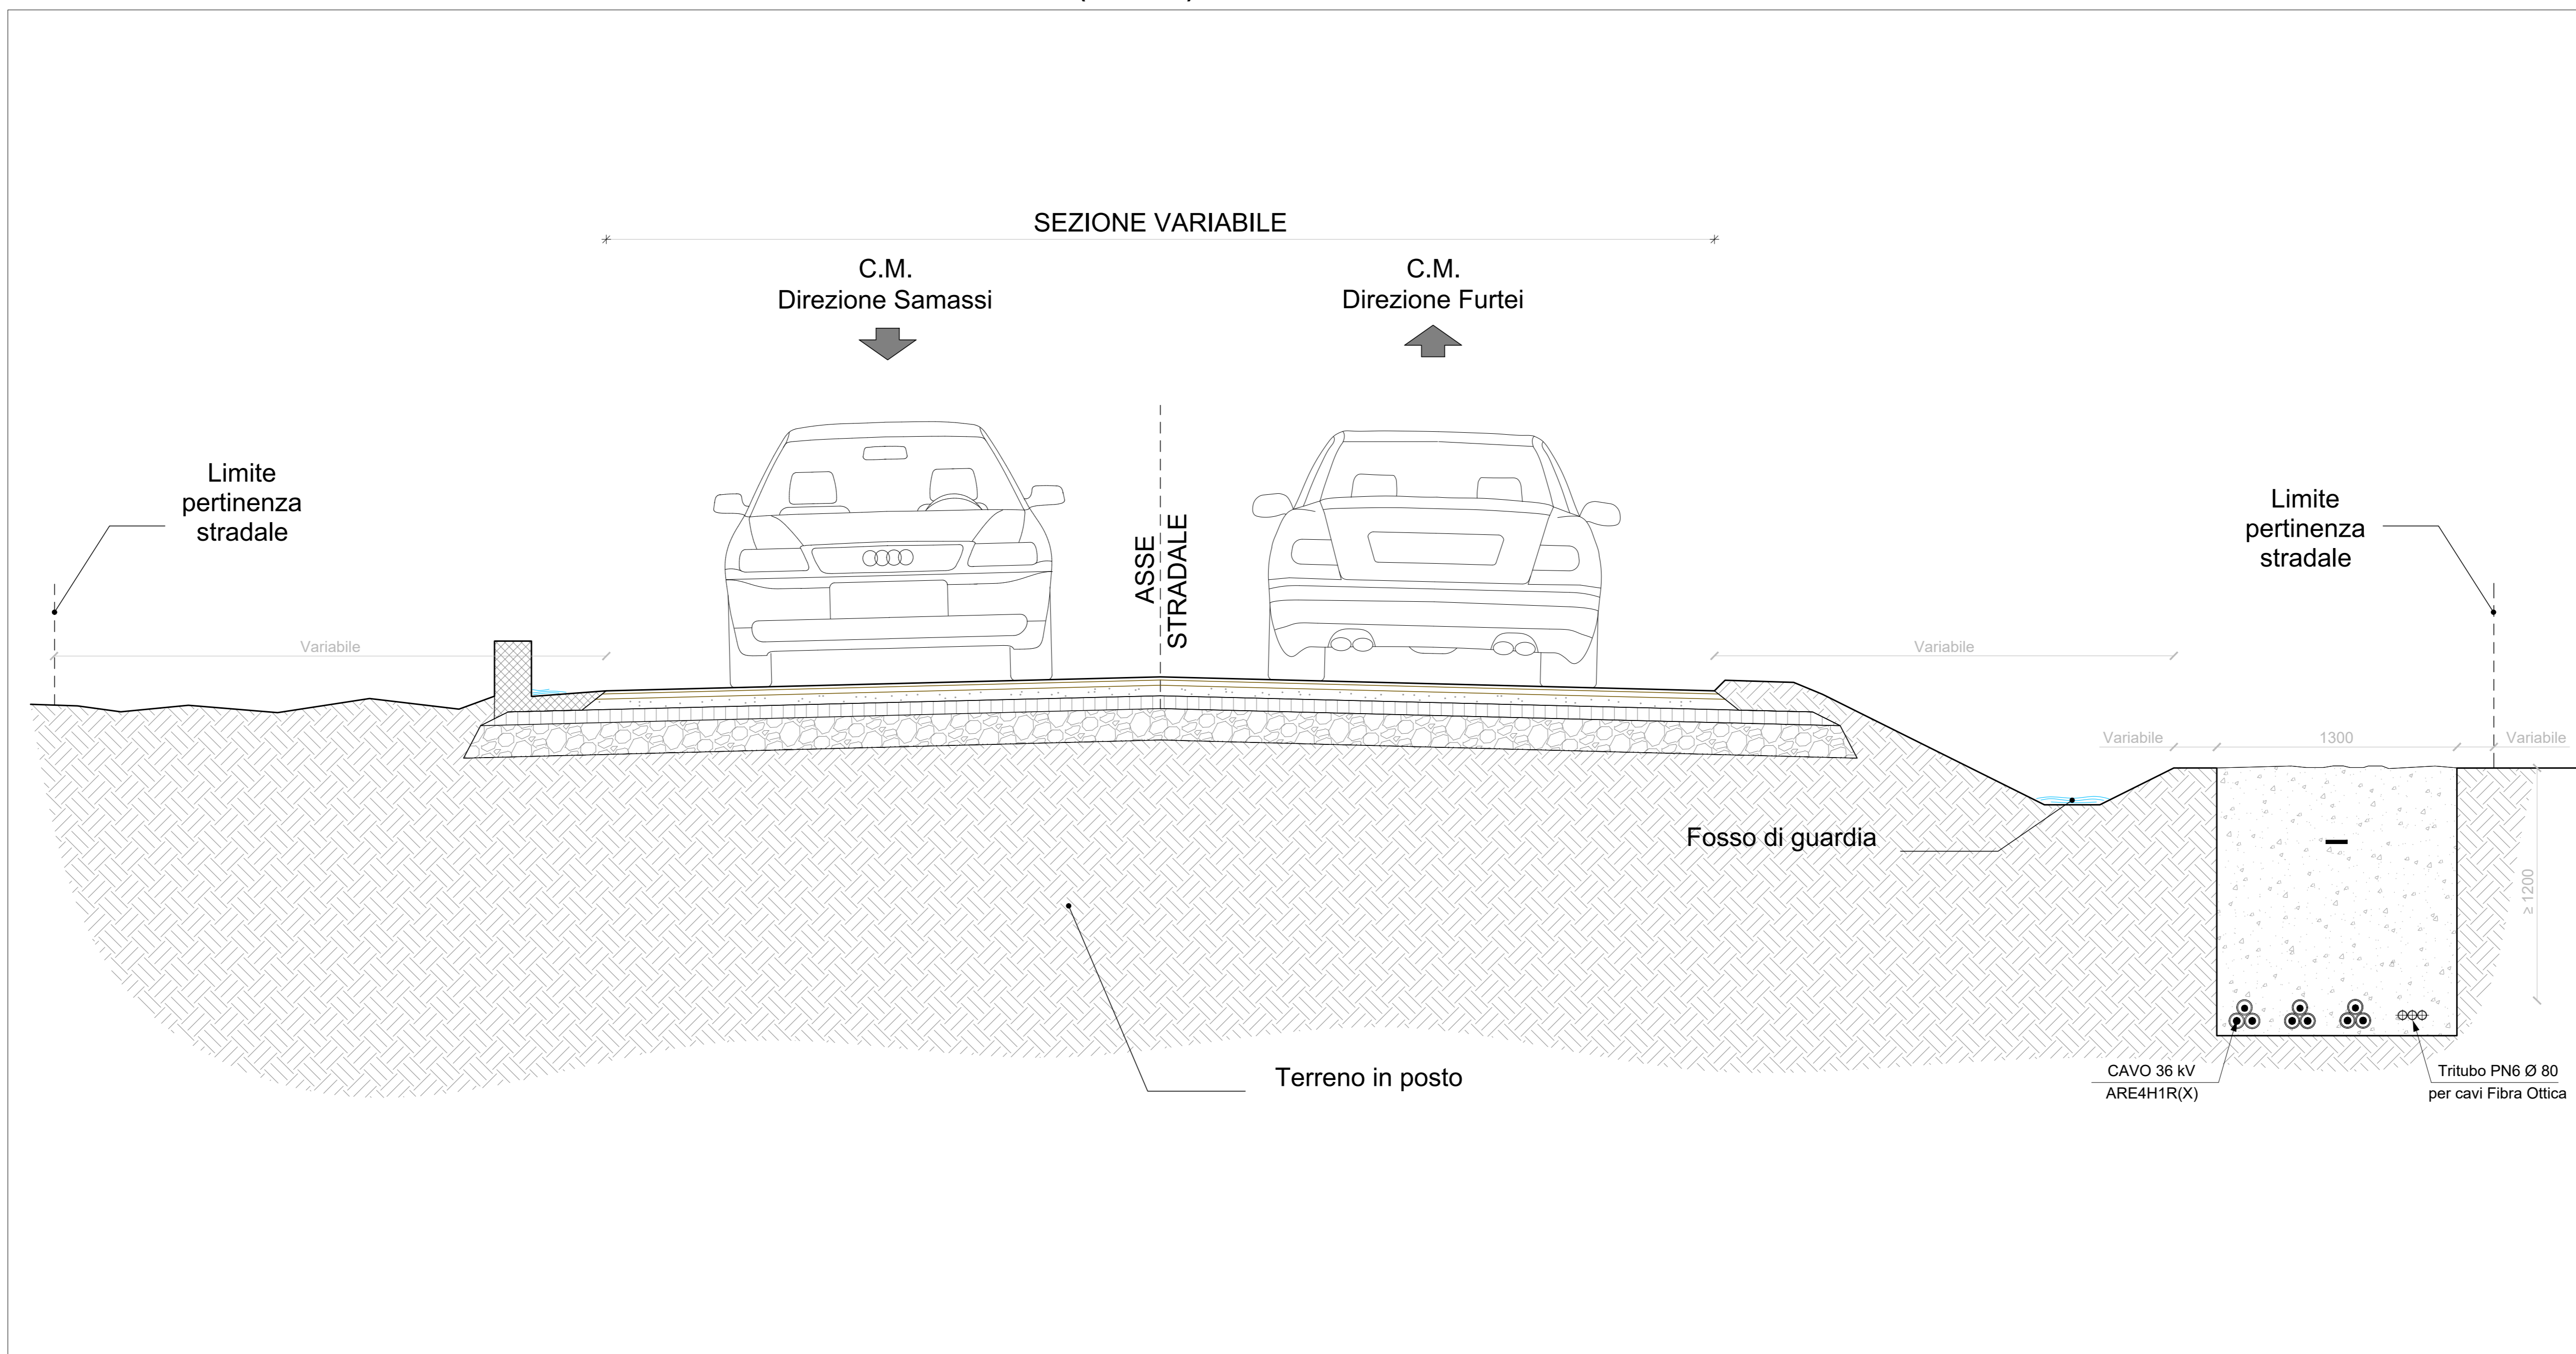 SEZIONE VARIABILE
C.M.
Direzione Samassi
C.M.
Direzione Furtei
Limite
pertinenza
stradale
ASSE
STRADALE
Limite
pertinenza
stradale
Variabile
Variabile
Variabile
1300
Variabile
Fosso di guardia
≥ 1200
Terreno in posto
CAVO 36 kV
ARE4H1R(X)
Tritubo PN6 Ø 80
per cavi Fibra Ottica